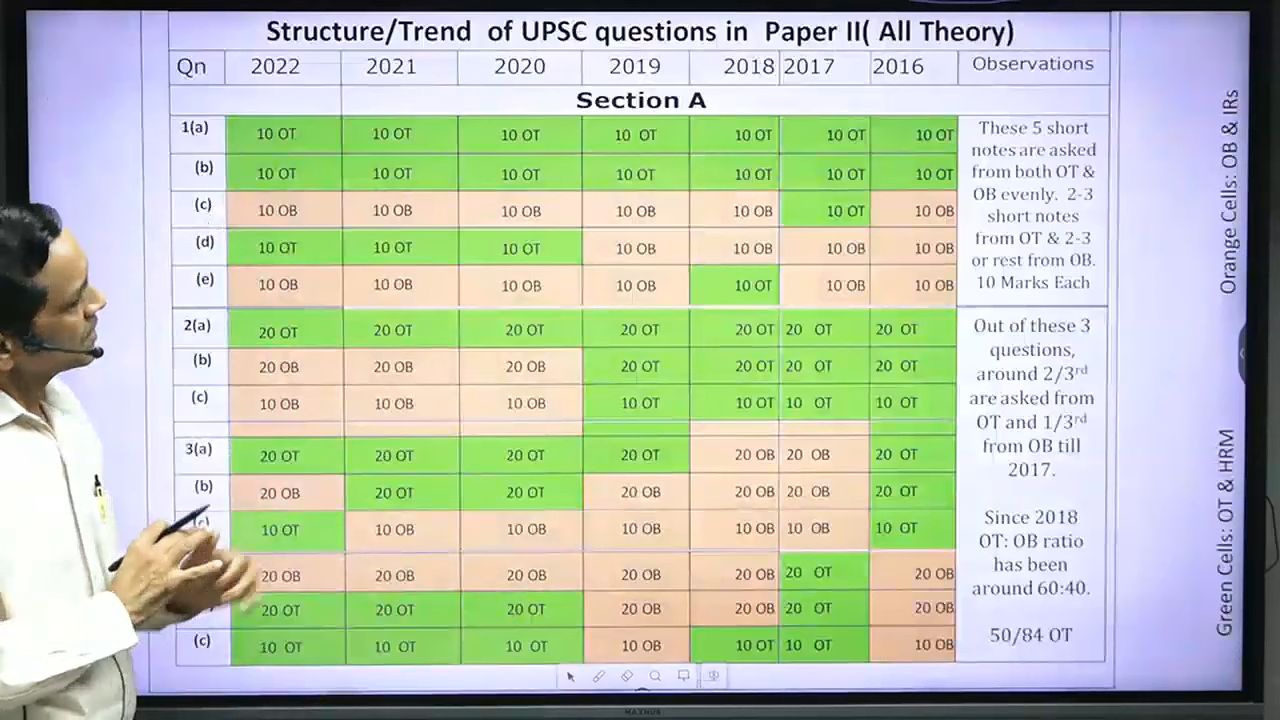 Structure/Trend of UPSC questions in Paper II( All Theory)
Qn 2022 2021 2020 2019 2018 2017 2016 Observations
Section A
1(a) 10 OT 10 OT 10 OT 10 OT 10 OT 10 OT 10 OT
(b) 10 OT 10 OT 10 OT 10 OT 10 OT 10 OT 10 OT
(c) 10 OB 10 OB 10 OB 10 OB 10 OB 10 OT 10 OB
(d) 10 OT 10 OT 10 OT 10 OB 10 OB 10 OB 10 OB
(e) 10 OB 10 OB 10 OB 10 OB 10 OT 10 OB 10 OB
These 5 short
notes are asked
from both OT &
OB evenly. 2-3
short notes
from OT & 2-3
or rest from OB.
10 Marks Each
2(a) 20 OT 20 OT 20 OT 20 OT 20 OT 20 OT 20 OT
(b) 20 OB 20 OB 20 OB 20 OT 20 OT 20 OT 20 OT
(c) 10 OB 10 OB 10 OB 10 OT 10 OT 10 OT 10 OT
3(a) 20 OT 20 OT 20 OT 20 OT 20 OB 20 OB 20 OT
(b) 20 OB 20 OT 20 OT 20 OB 20 OB 20 OB 20 OT
(c) 10 OT 10 OB 10 OB 10 OB 10 OB 10 OB 10 OT
20 OB 20 OB 20 OB 20 OB 20 OB 20 OT 20 OB
20 OT 20 OT 20 OT 20 OB 20 OB 20 OT 20 OB
(c) 10 OT 10 OT 10 OT 10 OB 10 OT 10 OT 10 OB
Out of these 3
questions,
around 2/3rd
are asked from
OT and 1/3rd
from OB till
2017.
Since 2018
OT: OB ratio
has been
around 60:40.
50/84 OT
Orange Cells: OB & IRs
Green Cells: OT & HRM
MAXHUB